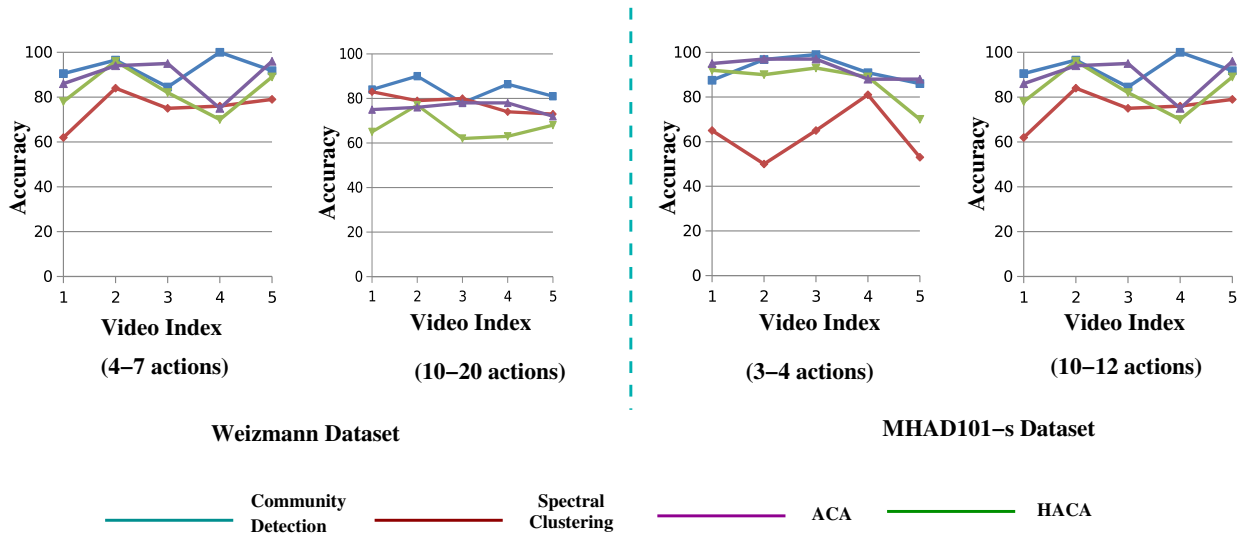 100
80
60
40
20
0
Accuracy
1 2 3 4 5
Video Index
(4−7 actions)
100
80
60
40
20
0
Accuracy
1 2 3 4 5
Video Index
(10−20 actions)
Weizmann Dataset
100
80
60
40
20
0
Accuracy
1 2 3 4 5
Video Index
(3−4 actions)
100
80
60
40
20
0
Accuracy
1 2 3 4 5
Video Index
(10−12 actions)
MHAD101−s Dataset
Community
Detection
Spectral
Clustering
ACA
HACA